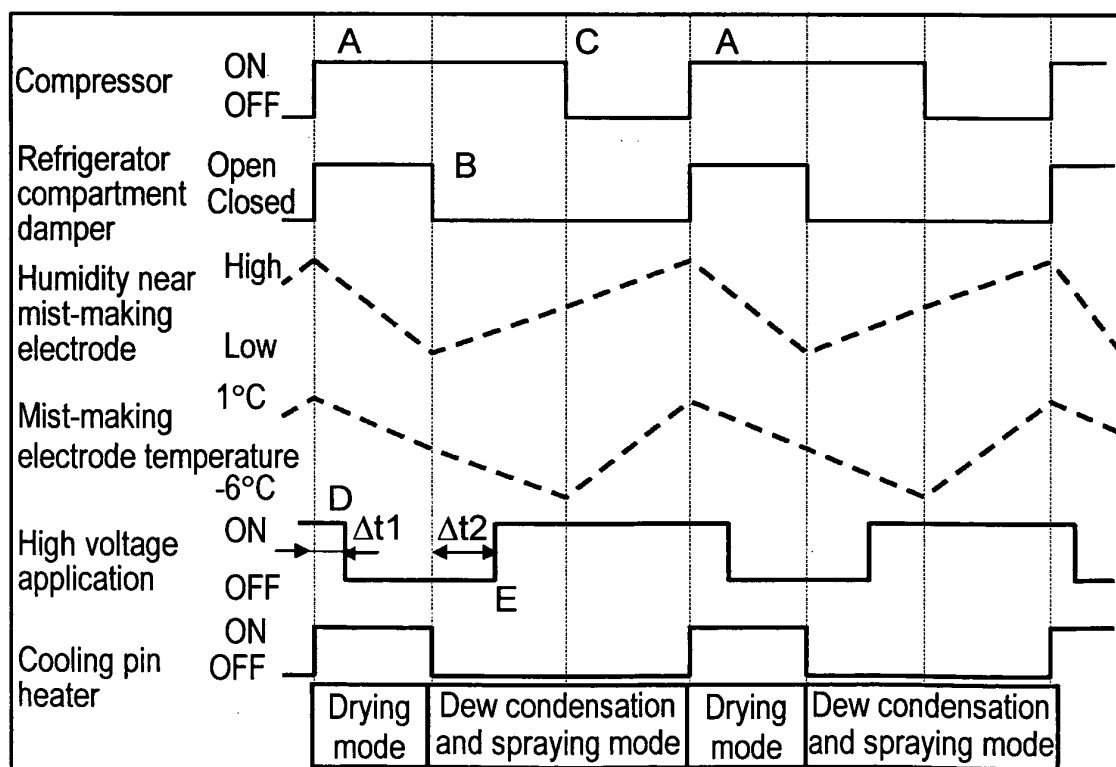 A C A
Compressor ON
OFF
Refrigerator
compartment
damper
Open
Closed
B
Humidity near
mist-making
electrode
High
Low
1°C
Mist-making
electrode temperature
-6°C
D
High voltage
application
ON
OFF
Δt1 Δt2
E
Cooling pin
heater
ON
OFF
Drying
mode
Dew condensation
and spraying mode
Drying
mode
Dew condensation
and spraying mode